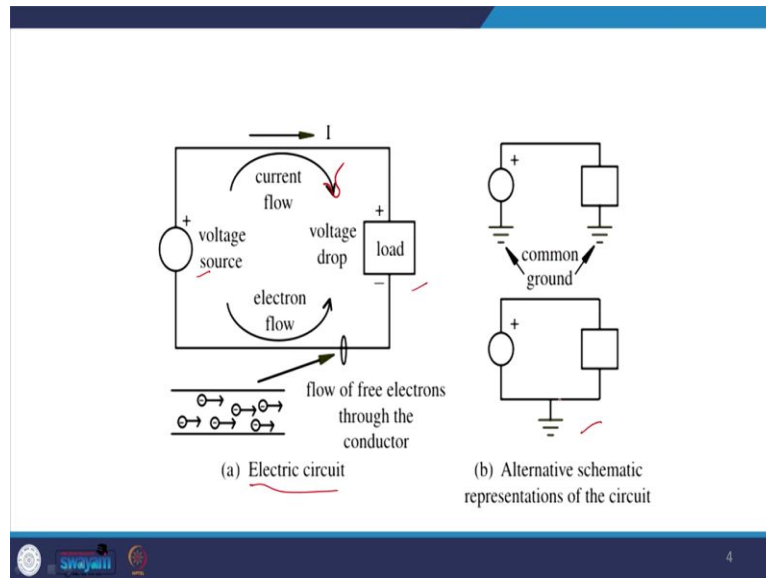 I
current
flow
+
voltage
source
voltage
drop
+
load
−
electron
flow
flow of free electrons
through the
conductor
(a) Electric circuit
+
common
ground
+
(b) Alternative schematic
representations of the circuit
swayam
4